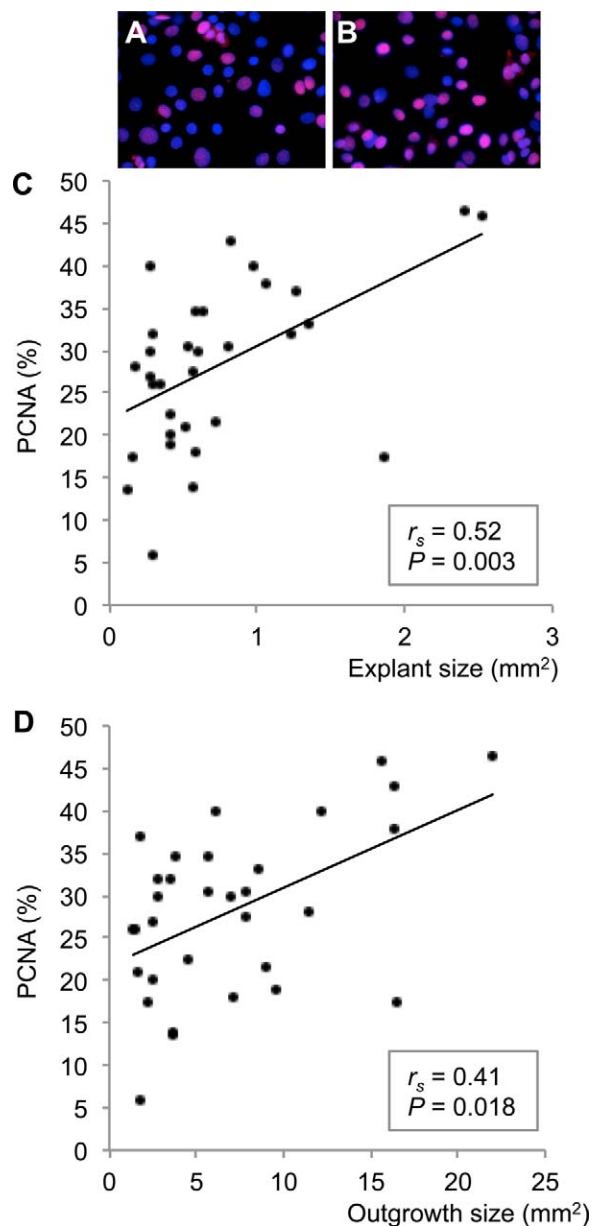 A B
C
50
45
40
35
30
25
20
15
10
5
0
PCNA (%)
r_s = 0.52
P = 0.003
0 1 2 3
Explant size (mm²)
D
50
45
40
35
30
25
20
15
10
5
0
PCNA (%)
r_s = 0.41
P = 0.018
0 5 10 15 20 25
Outgrowth size (mm²)